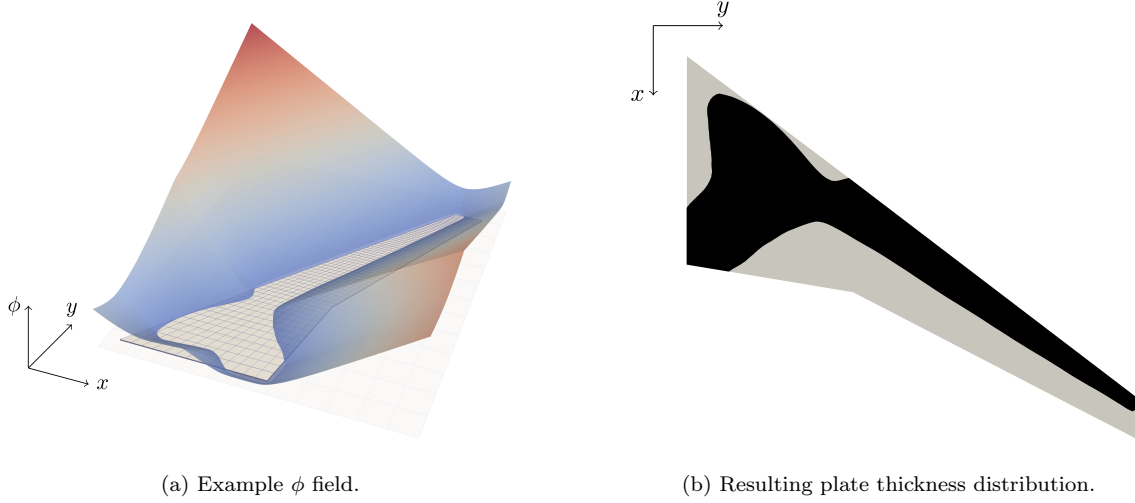 ϕ
y
x
(a) Example ϕ field.
y
x
(b) Resulting plate thickness distribution.